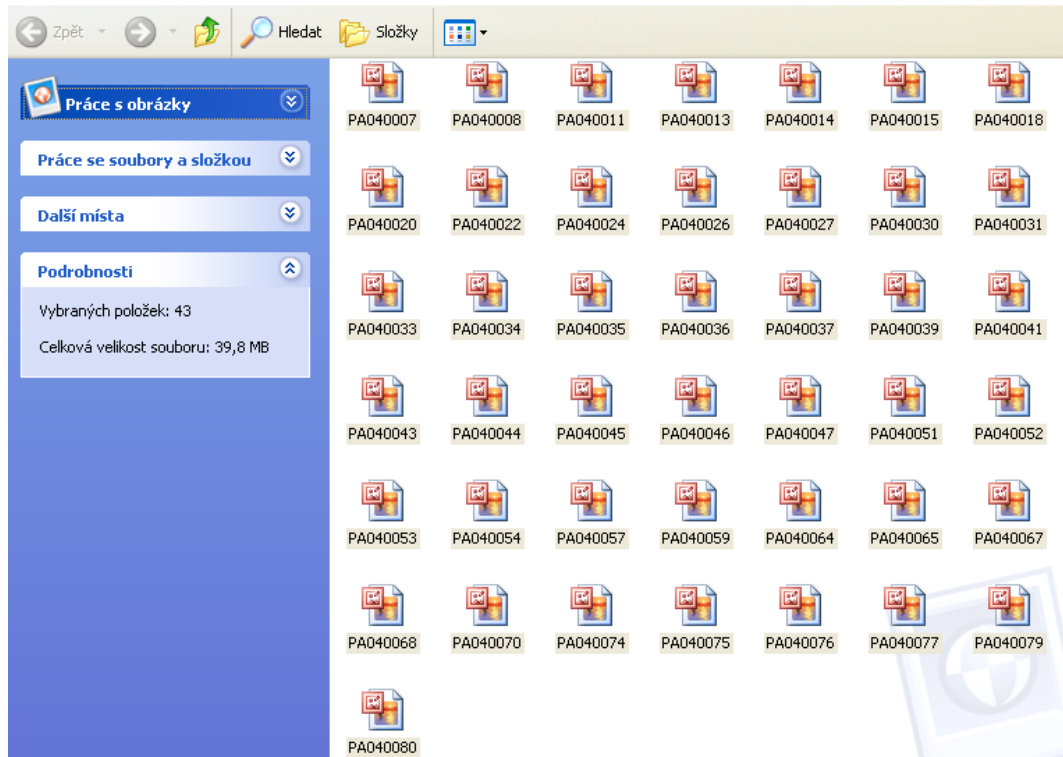 Zpět
Hledat
Složky
Práce s obrázky
Práce se soubory a složkou
Další místa
Podrobnosti
Vybraných položek: 43
Celková velikost souboru: 39,8 MB
PA040007 PA040008 PA040011 PA040013 PA040014 PA040015 PA040018
PA040020 PA040022 PA040024 PA040026 PA040027 PA040030 PA040031
PA040033 PA040034 PA040035 PA040036 PA040037 PA040039 PA040041
PA040043 PA040044 PA040045 PA040046 PA040047 PA040051 PA040052
PA040053 PA040054 PA040057 PA040059 PA040064 PA040065 PA040067
PA040068 PA040070 PA040074 PA040075 PA040076 PA040077 PA040079
PA040080